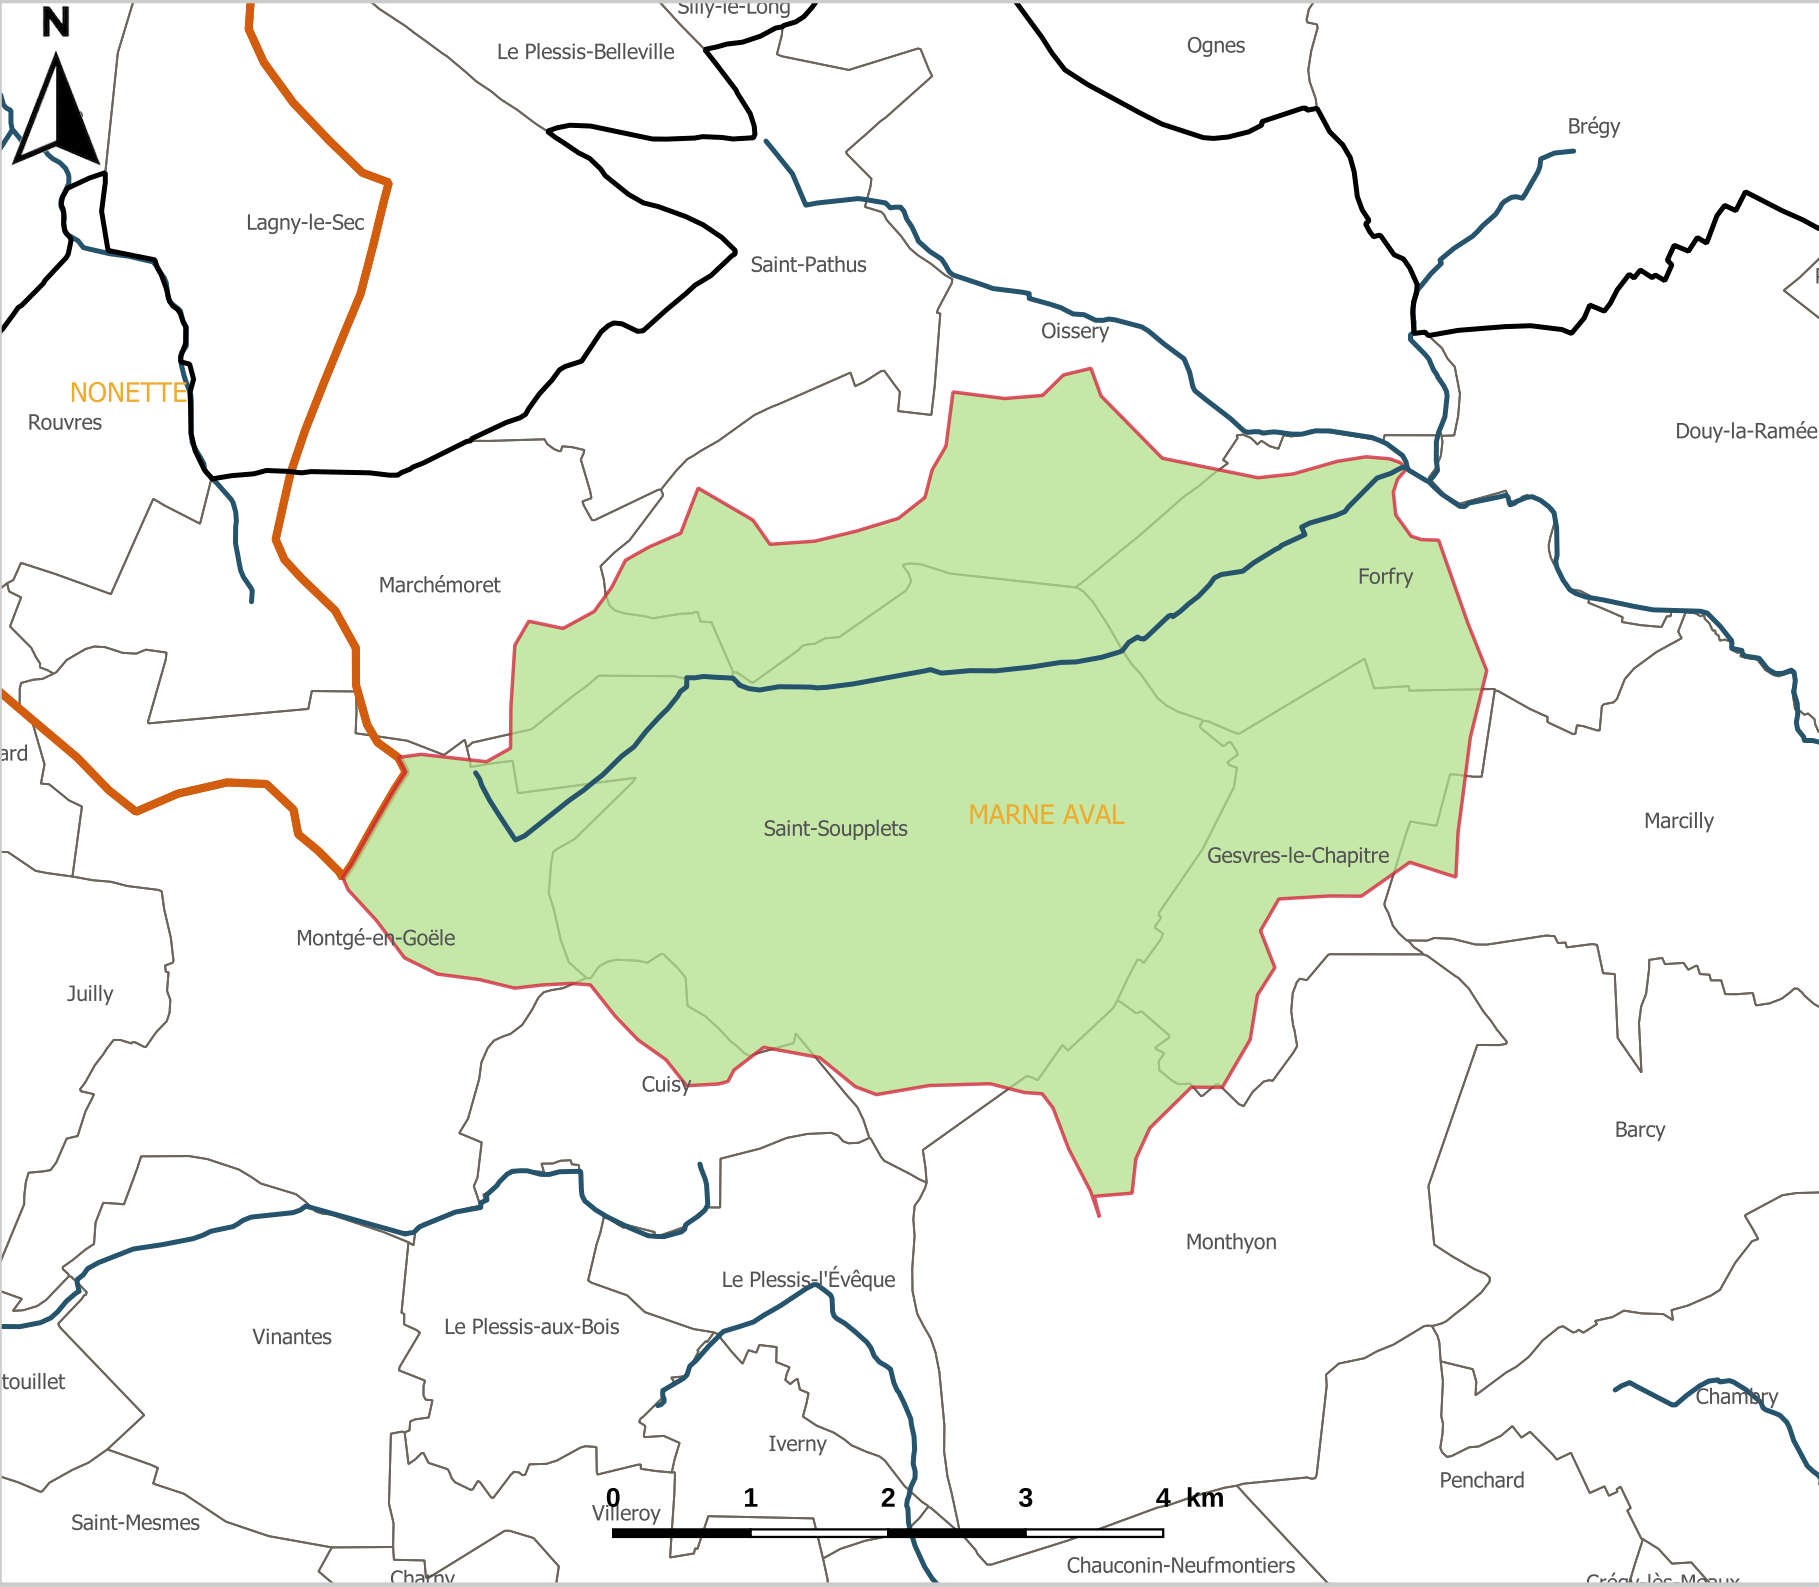 N
Silly-le-Long
Le Plessis-Belleville
Ognes
Brégy
Lagny-le-Sec
Saint-Pathus
Oissery
NONETTE
Rouvres
Douy-la-Ramée
Marchémoret
Forfry
ard
MARNE AVAL
Saint-Soupplets
Marcilly
Gesvres-le-Chapitre
Montgé-en-Goële
Juilly
Cuisy
Barcy
Monthyon
Le Plessis-l'Évêque
Le Plessis-aux-Bois
Vinantes
touillet
Chambry
Iverny
Penchard
0 1 2 3 4 km
Villeroy
Saint-Mesmes
Chauconin-Neufmontiers
Charny
Crégy-lès-Meaux